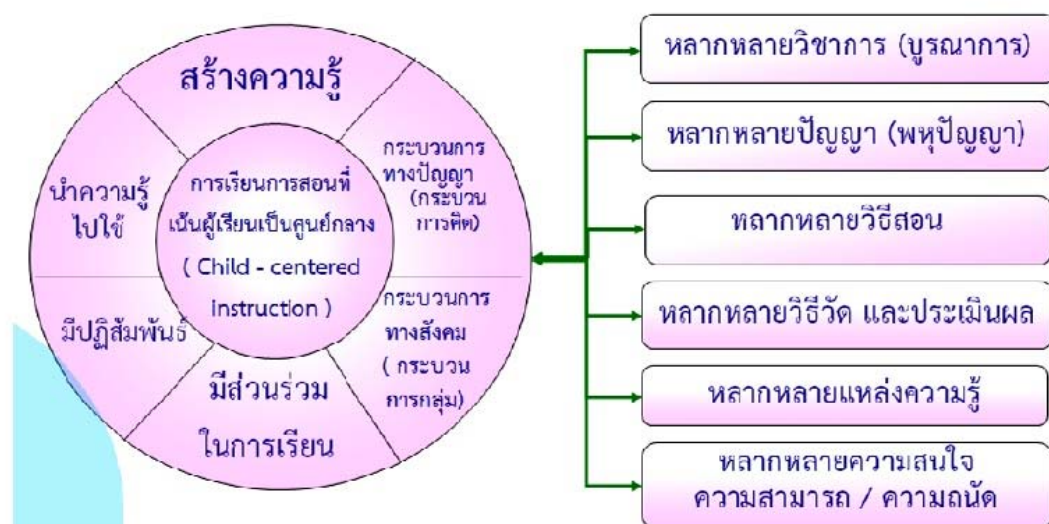 สร้างความรู้
กระบวนการ
ทางปัญญา
(กระบวน
การคิด)
กระบวนการ
ทางสังคม
( กระบวน
การกลุ่ม)
มีส่วนร่วม
ในการเรียน
มีปฏิสัมพันธ์
นำความรู้
ไปใช้
การเรียนการสอนที่
เน้นผู้เรียนเป็นศูนย์กลาง
( Child - centered
instruction )
หลากหลายวิชาการ (บูรณาการ)
หลากหลายปัญญา (พหุปัญญา)
หลากหลายวิธีสอน
หลากหลายวิธีวัด และประเมินผล
หลากหลายแหล่งความรู้
หลากหลายความสนใจ
ความสามารถ / ความถนัด